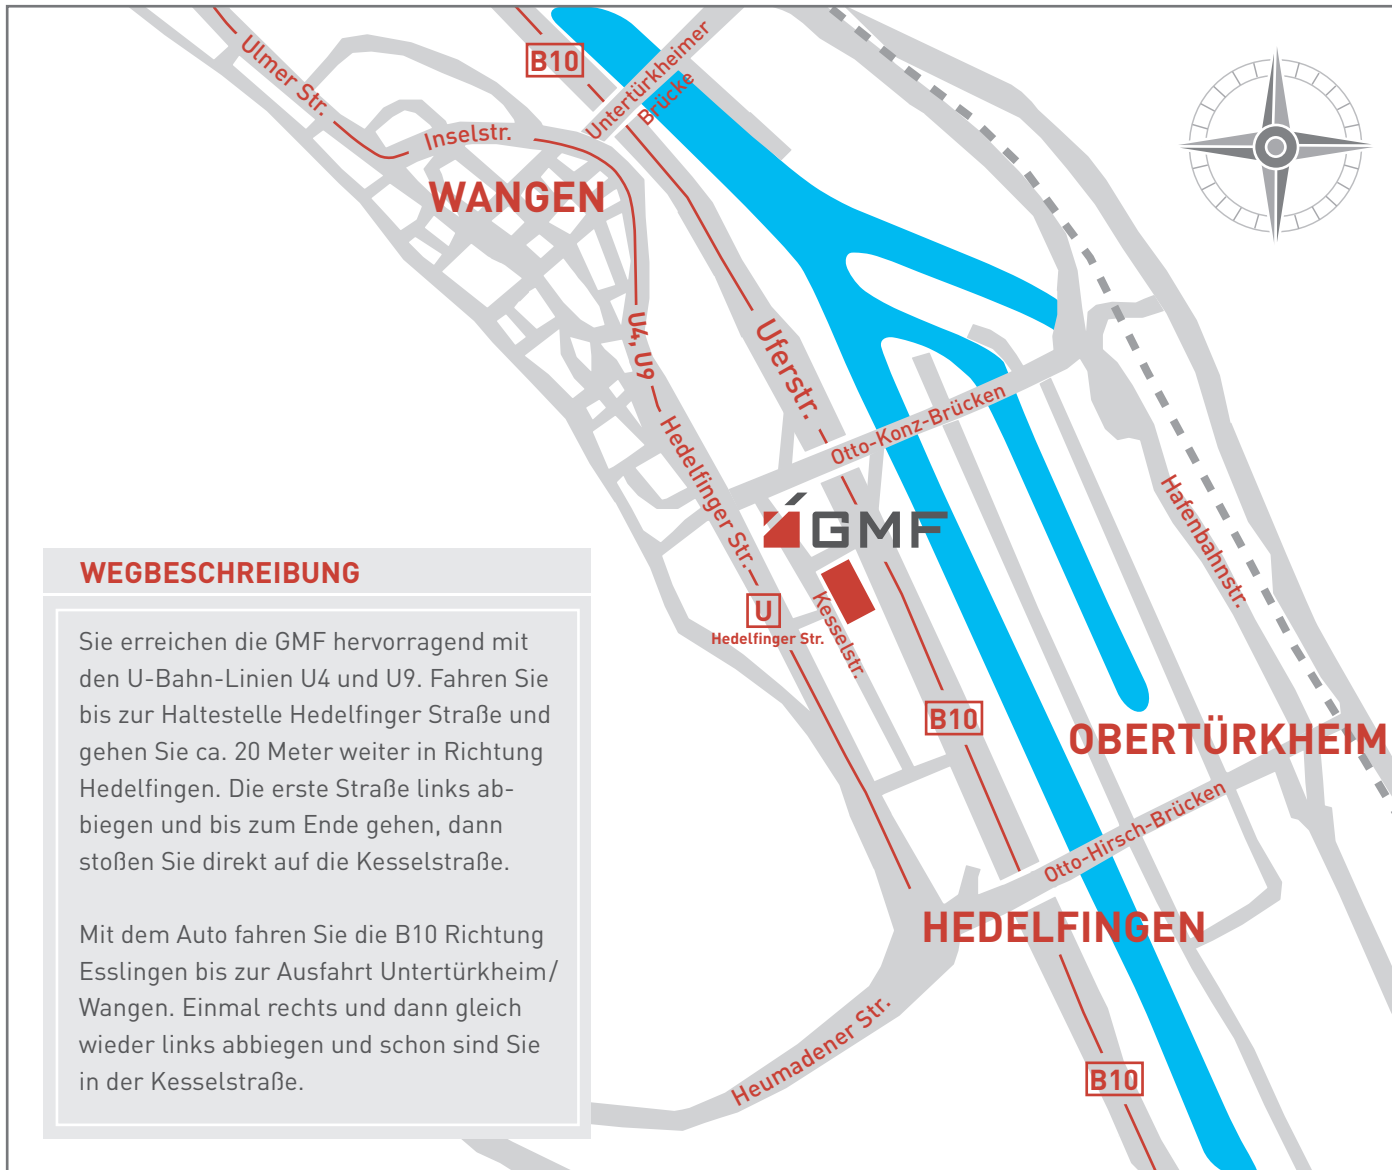 B10
Ulmer Str.
Untertürkheimer
Brücke
Inselstr.
WANGEN
U4, U9
Uferstr.
Otto-Konz-Brücken
Hedelfinger Str.
Hafenbahnstr.
GMF
U
Hedelfinger Str.
Kesselstr.
B10
OBERTÜRKHEIM
Otto-Hirsch-Brücken
HEDELFINGEN
Heumadener Str.
B10
WEGBESCHREIBUNG
Sie erreichen die GMF hervorragend mit
den U-Bahn-Linien U4 und U9. Fahren Sie
bis zur Haltestelle Hedelfinger Straße und
gehen Sie ca. 20 Meter weiter in Richtung
Hedelfingen. Die erste Straße links ab-
biegen und bis zum Ende gehen, dann
stoßen Sie direkt auf die Kesselstraße.
Mit dem Auto fahren Sie die B10 Richtung
Esslingen bis zur Ausfahrt Untertürkheim/
Wangen. Einmal rechts und dann gleich
wieder links abbiegen und schon sind Sie
in der Kesselstraße.